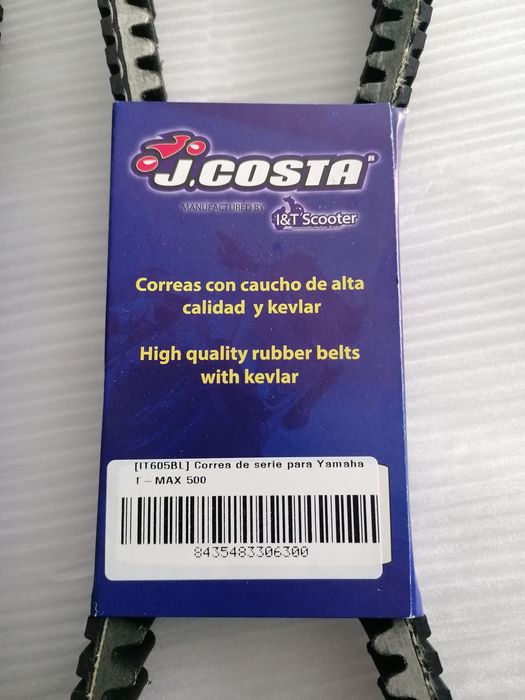 J.COSTA®
MANUFACTURED BY I&T Scooter
Correas con caucho de alta
calidad y kevlar
High quality rubber belts
with kevlar
[IT605BL] Correa de serie para Yamaha
T - MAX 500
8435483306300